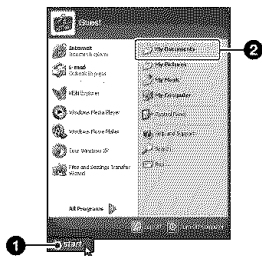 Guest
Internet
Internet Explorer
E-mail
Outlook Express
MSN Explorer
Windows Media Player
Windows Movie Maker
Tour Windows XP
Files and Settings Transfer
Wizard
All Programs
My Documents
My Pictures
My Music
My Computer
Control Panel
Help and Support
Search
Run...
Log Off
Turn Off Computer
start
1
2